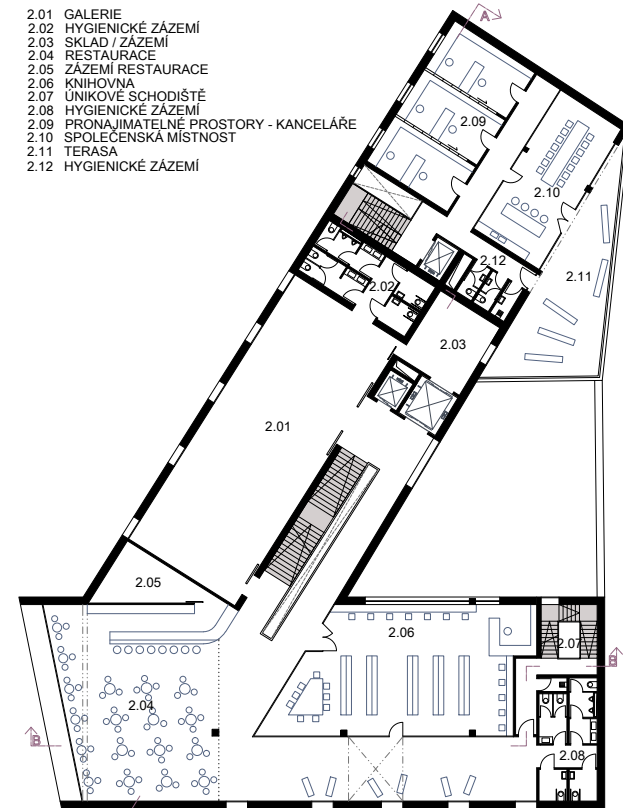 2.01 GALERIE
2.02 HYGIENICKÉ ZÁZEMÍ
2.03 SKLAD / ZÁZEMÍ
2.04 RESTAURACE
2.05 ZÁZEMÍ RESTAURACE
2.06 KNIHOVNA
2.07 ÚNIKOVÉ SCHODIŠTĚ
2.08 HYGIENICKÉ ZÁZEMÍ
2.09 PRONAJIMATELNÉ PROSTORY - KANCELÁŘE
2.10 SPOLEČENSKÁ MÍSTNOST
2.11 TERASA
2.12 HYGIENICKÉ ZÁZEMÍ
A
2.09
2.10
2.12
2.11
2.02
2.03
2.01
2.05
2.06
2.07
B
2.04
B
2.08